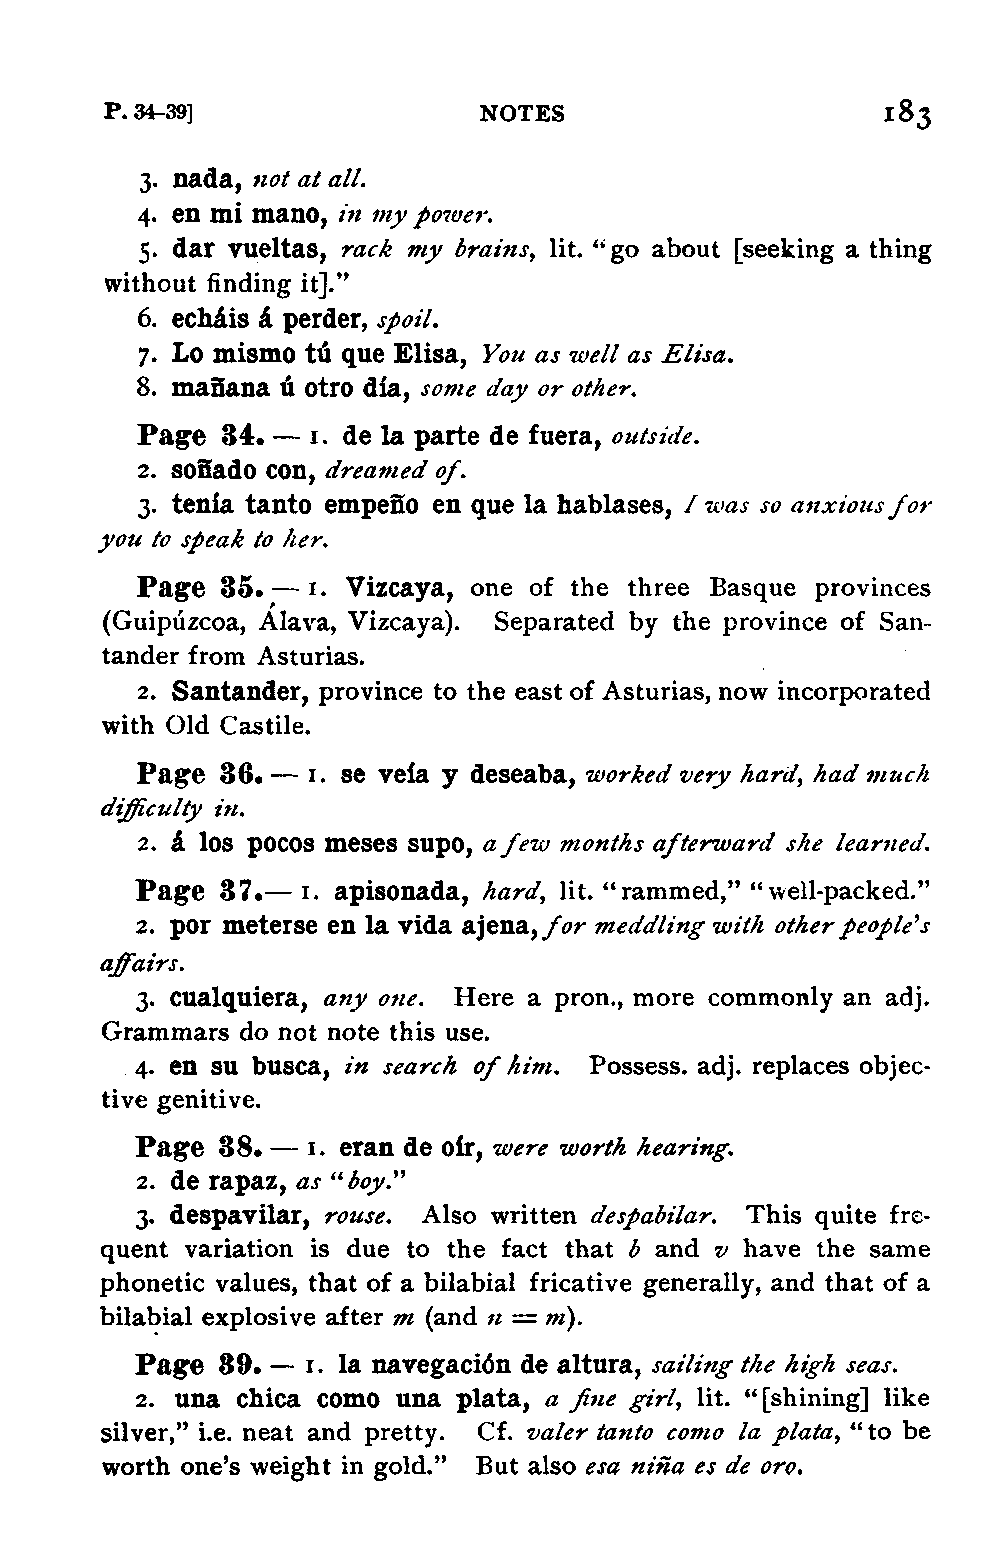 P. 34–39] NOTES 183
3. nada, not at all.
4. en mi mano, in my power.
5. dar vueltas, rack my brains, lit. “go about [seeking a thing
without finding it].”
6. echáis á perder, spoil.
7. Lo mismo tú que Elisa, You as well as Elisa.
8. mañana ú otro día, some day or other.
Page 34. — 1. de la parte de fuera, outside.
2. soñado con, dreamed of.
3. tenía tanto empeño en que la hablases, I was so anxious for
you to speak to her.
Page 35. — 1. Vizcaya, one of the three Basque provinces
(Guipúzcoa, Álava, Vizcaya). Separated by the province of San-
tander from Asturias.
2. Santander, province to the east of Asturias, now incorporated
with Old Castile.
Page 36. — 1. se veía y deseaba, worked very hard, had much
difficulty in.
2. á los pocos meses supo, a few months afterward she learned.
Page 37.— 1. apisonada, hard, lit. “rammed,” “well-packed.”
2. por meterse en la vida ajena, for meddling with other people's
affairs.
3. cualquiera, any one. Here a pron., more commonly an adj.
Grammars do not note this use.
4. en su busca, in search of him. Possess. adj. replaces objec-
tive genitive.
Page 38. — 1. eran de oír, were worth hearing.
2. de rapaz, as “boy.”
3. despavilar, rouse. Also written despabilar. This quite fre-
quent variation is due to the fact that b and v have the same
phonetic values, that of a bilabial fricative generally, and that of a
bilabial explosive after m (and n = m).
Page 39. — 1. la navegación de altura, sailing the high seas.
2. una chica como una plata, a fine girl, lit. “[shining] like
silver,” i.e. neat and pretty. Cf. valer tanto como la plata, “to be
worth one's weight in gold.” But also esa niña es de oro.